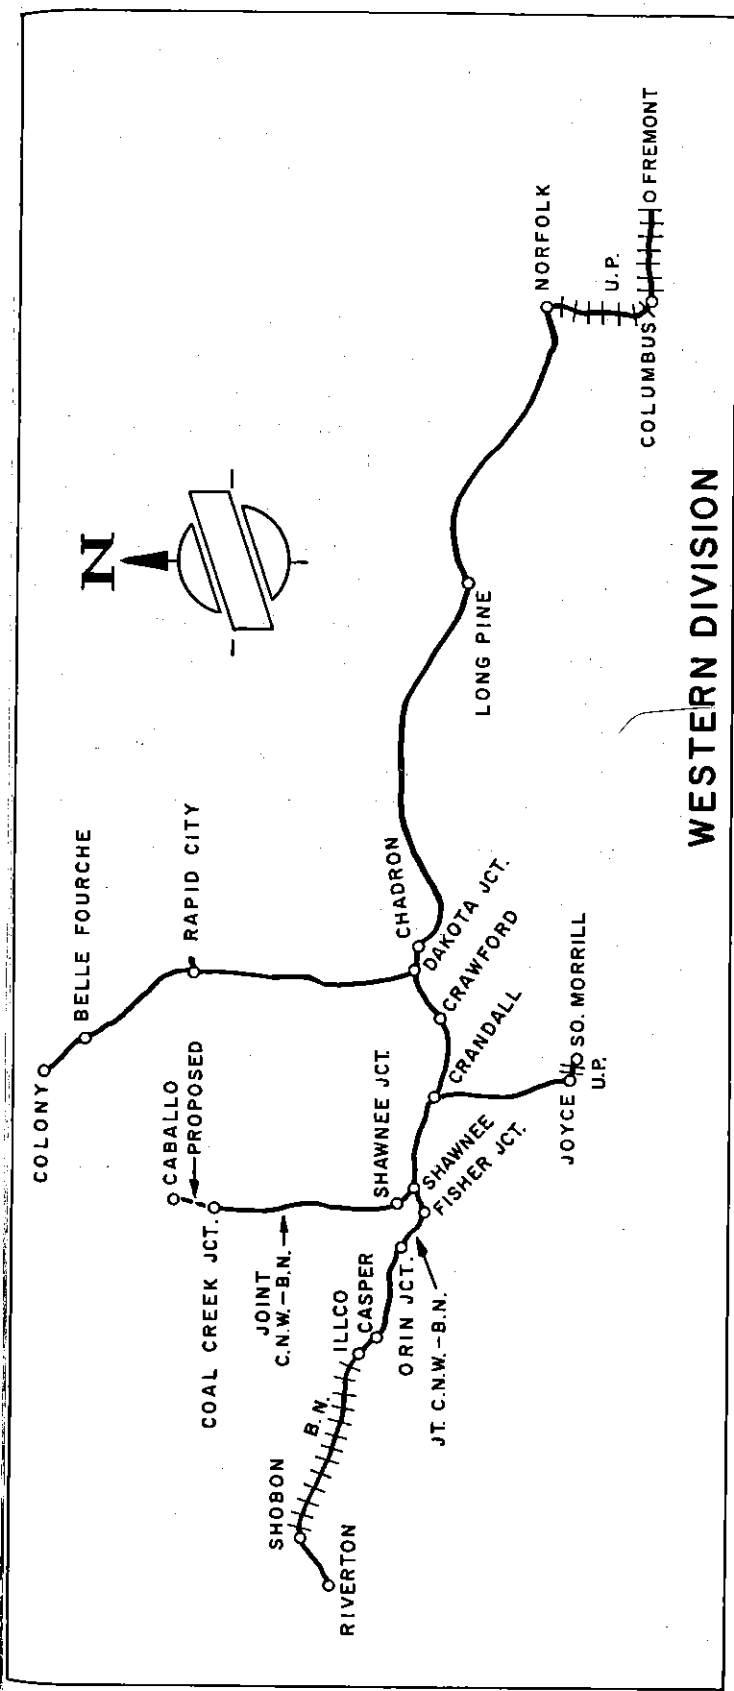 N
COLONY
BELLE FOURCHE
RAPID CITY
CABALLO
PROPOSED
COAL CREEK JCT.
JOINT
C.N.W.–B.N.
SHAWNEE JCT.
SHOBON
RIVERTON
B.N.
ILLCO
CASPER
ORIN JCT.
JT. C.N.W.–B.N.
SHAWNEE
FISHER JCT.
CRANDALL
CRAWFORD
DAKOTA JCT.
CHADRON
JOYCE
SO. MORRILL
U.P.
LONG PINE
NORFOLK
U.P.
COLUMBUS
FREMONT
WESTERN DIVISION